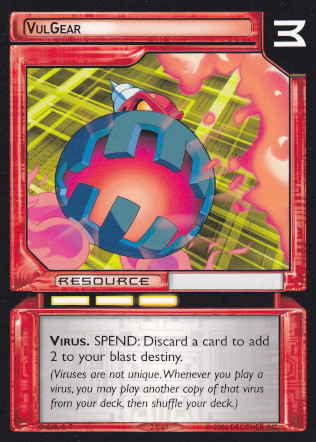 VulGear
3
RESOURCE
VIRUS. SPEND: Discard a card to add
2 to your blast destiny.
(Viruses are not unique. Whenever you play a
virus, you may play another copy of that virus
from your deck, then shuffle your deck.)
© 2004 DECIPHER INC.